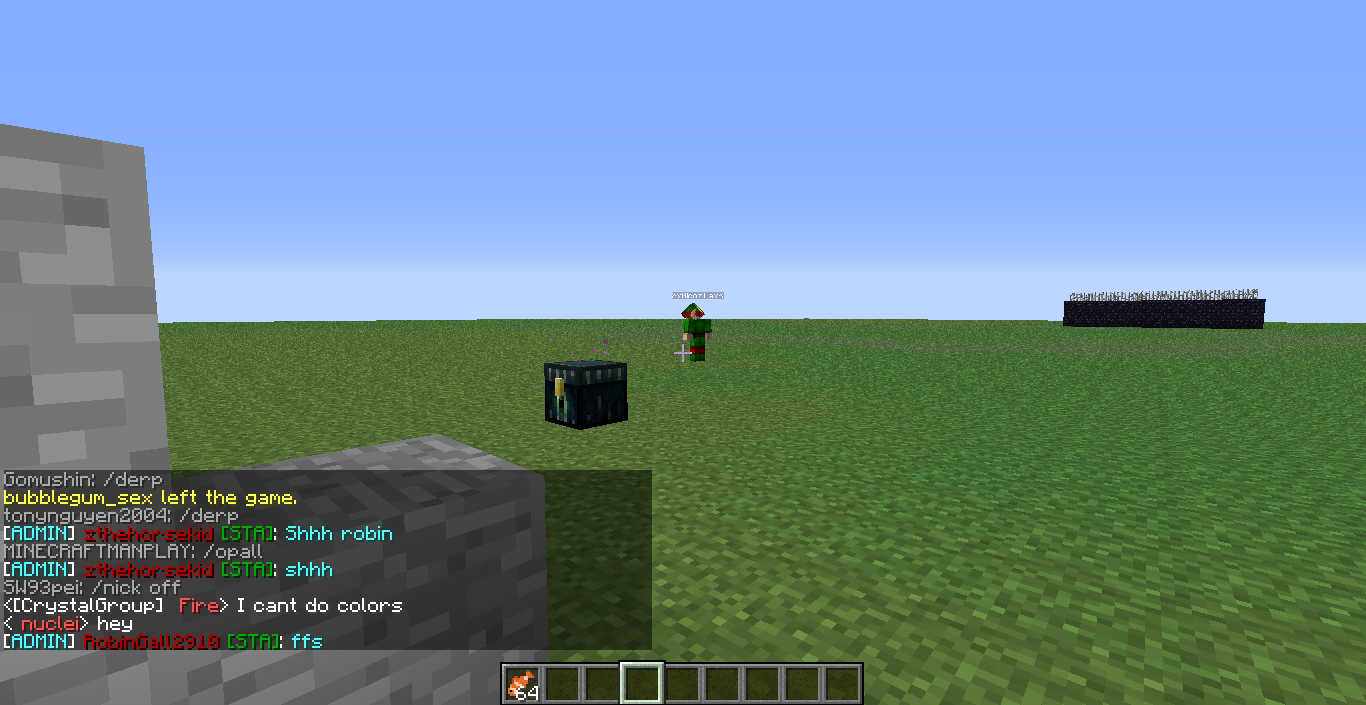 Gomushin: /derp
bubblegum_sex left the game.
tonynguyen2004: /derp
[ADMIN] zthehorsekid [STA]: Shhh robin
MINECRAFTMANPLAY: /opall
[ADMIN] zthehorsekid [STA]: shhh
SW93pei: /nick off
<[CrystalGroup] Fire> I cant do colors
< nuclei> hey
[ADMIN] RobinGall2910 [STA]: ffs
64